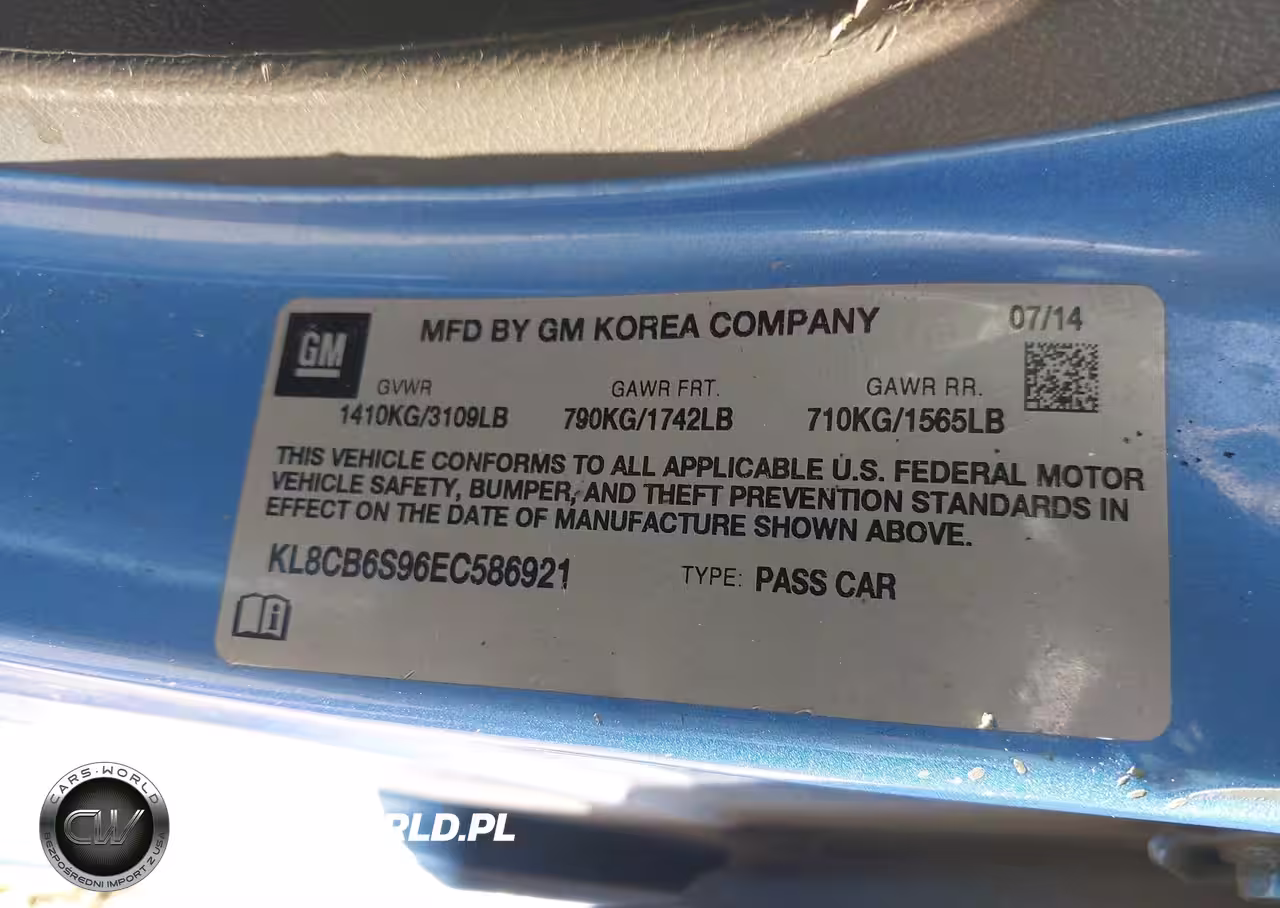 GM
MFD BY GM KOREA COMPANY
07/14
GVWR
GAWR FRT.
GAWR RR.
1410KG/3109LB
790KG/1742LB
710KG/1565LB
THIS VEHICLE CONFORMS TO ALL APPLICABLE U.S. FEDERAL MOTOR
VEHICLE SAFETY, BUMPER, AND THEFT PREVENTION STANDARDS IN
EFFECT ON THE DATE OF MANUFACTURE SHOWN ABOVE.
KL8CB6S96EC586921
TYPE: PASS CAR
i
CARS-WORLD
CW
BEZPOŚREDNI IMPORT Z USA
RLD.PL